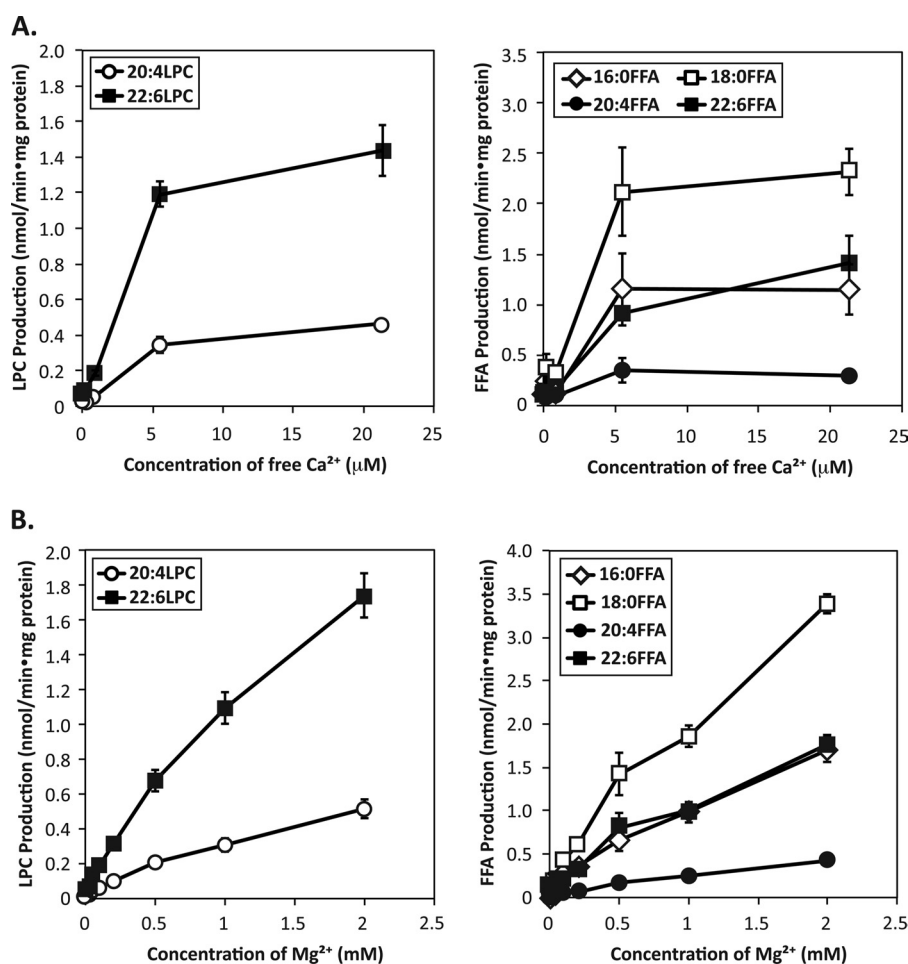 A.
LPC Production (nmol/min•mg protein)
2.0
1.8
1.6
1.4
1.2
1.0
0.8
0.6
0.4
0.2
0
20:4LPC
22:6LPC
0 5 10 15 20 25
Concentration of free Ca²⁺ (μM)
FFA Production (nmol/min•mg protein)
3.5
3.0
2.5
2.0
1.5
1.0
0.5
0
16:0FFA 18:0FFA
20:4FFA 22:6FFA
0 5 10 15 20 25
Concentration of free Ca²⁺ (μM)
B.
LPC Production (nmol/min•mg protein)
2.0
1.8
1.6
1.4
1.2
1.0
0.8
0.6
0.4
0.2
0
20:4LPC
22:6LPC
0 0.5 1 1.5 2 2.5
Concentration of Mg²⁺ (mM)
FFA Production (nmol/min•mg protein)
4.0
3.5
3.0
2.5
2.0
1.5
1.0
0.5
0
16:0FFA
18:0FFA
20:4FFA
22:6FFA
0 0.5 1 1.5 2 2.5
Concentration of Mg²⁺ (mM)